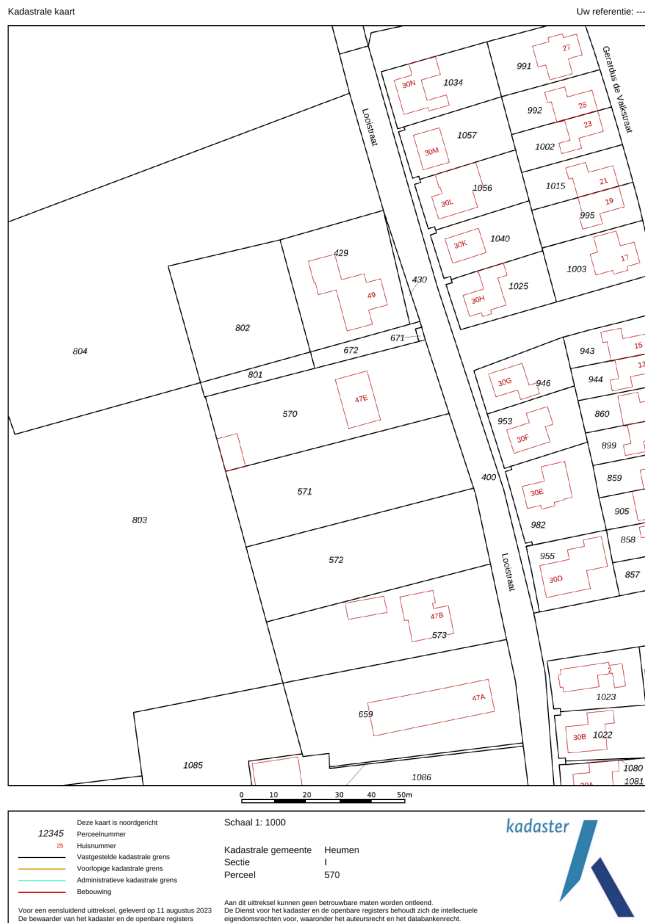 Kadastrale kaart
Uw referentie: ---
27
991
Gerardus de Valkstraat
30N
1034
992
25
23
Looistraat
1057
1002
30M
1015
21
1056
30L
19
995
30K
1040
17
429
430
1003
1025
30H
49
802
671
15
804
672
943
13
801
944
30G
946
47E
570
860
953
30F
899
400
859
571
30E
803
905
982
858
572
955
Looistraat
30D
857
47B
573
2
47A
1023
659
30B
1022
1085
1086
1080
30A
1081
0 10 20 30 40 50m
Deze kaart is noordgericht
12345 Perceelnummer
25 Huisnummer
Vastgestelde kadastrale grens
Voorlopige kadastrale grens
Administratieve kadastrale grens
Bebouwing
Voor een eensluidend uittreksel, geleverd op 11 augustus 2023
De bewaarder van het kadaster en de openbare registers
Schaal 1: 1000
Kadastrale gemeente Heumen
Sectie I
Perceel 570
Aan dit uittreksel kunnen geen betrouwbare maten worden ontleend.
De Dienst voor het kadaster en de openbare registers behoudt zich de intellectuele
eigendomsrechten voor, waaronder het auteursrecht en het databankenrecht.
kadaster